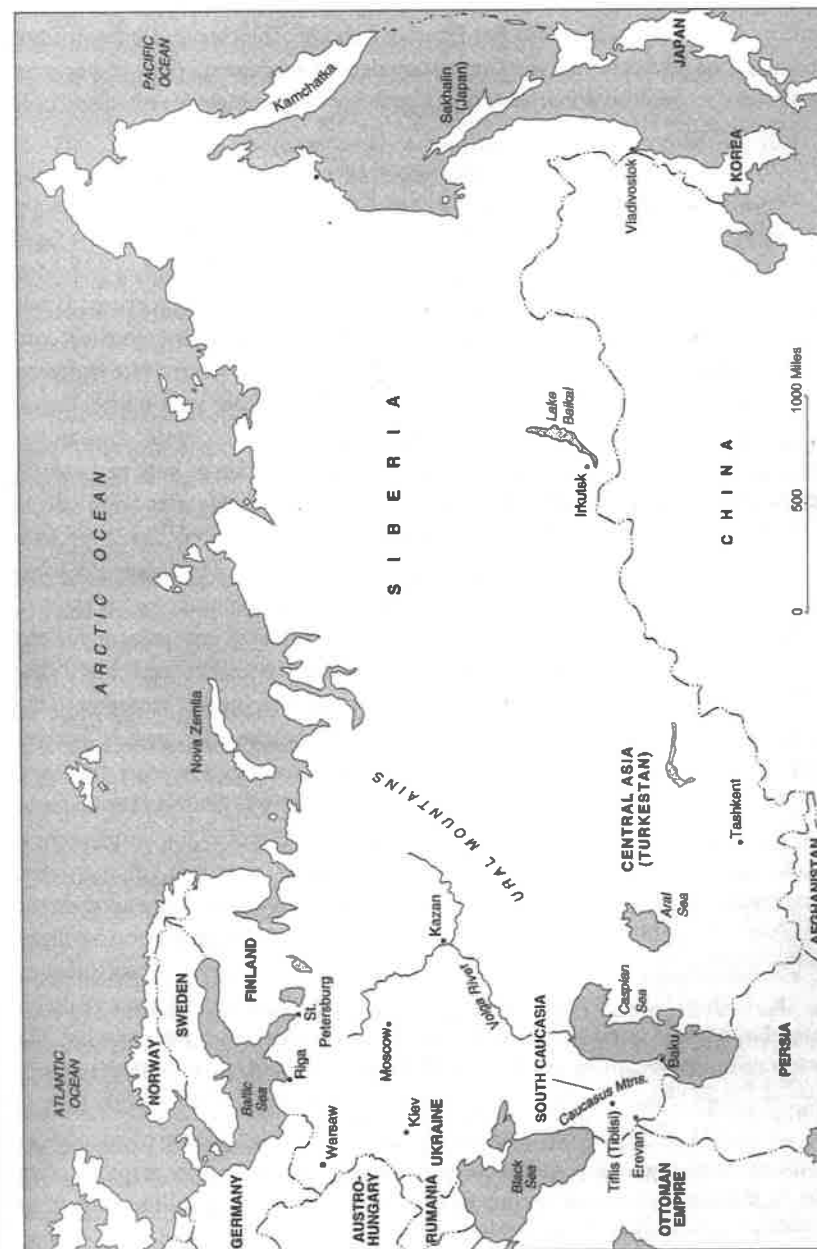 ATLANTIC
OCEAN
ARCTIC OCEAN
PACIFIC
OCEAN
NORWAY
SWEDEN
FINLAND
Nova Zemlia
Kamchatka
GERMANY
Baltic
Sea
Riga
St.
Petersburg
Warsaw
Moscow
Kazan
URAL MOUNTAINS
SIBERIA
Sakhalin
(Japan)
AUSTRO-
HUNGARY
Kiev
UKRAINE
RUMANIA
Volga River
Black
Sea
SOUTH CAUCASIA
Caucasus Mtns.
Caspian
Sea
Aral
Sea
CENTRAL ASIA
(TURKESTAN)
Irkutsk
Lake
Baikal
Vladivostok
JAPAN
KOREA
Tiflis (Tbilisi)
Erevan
Baku
OTTOMAN
EMPIRE
Tashkent
CHINA
PERSIA
AFGHANISTAN
0 500 1000 Miles